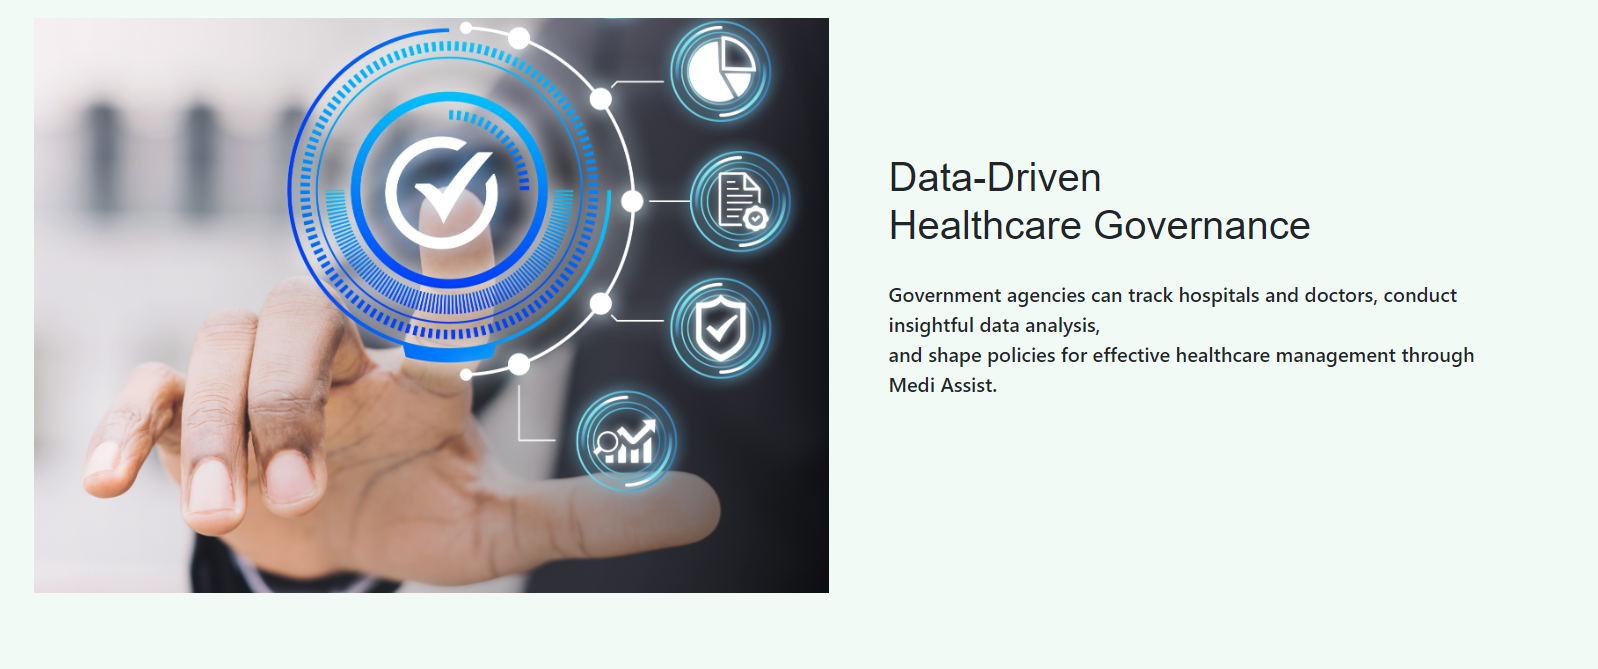 Data-Driven
Healthcare Governance
Government agencies can track hospitals and doctors, conduct
insightful data analysis,
and shape policies for effective healthcare management through
Medi Assist.